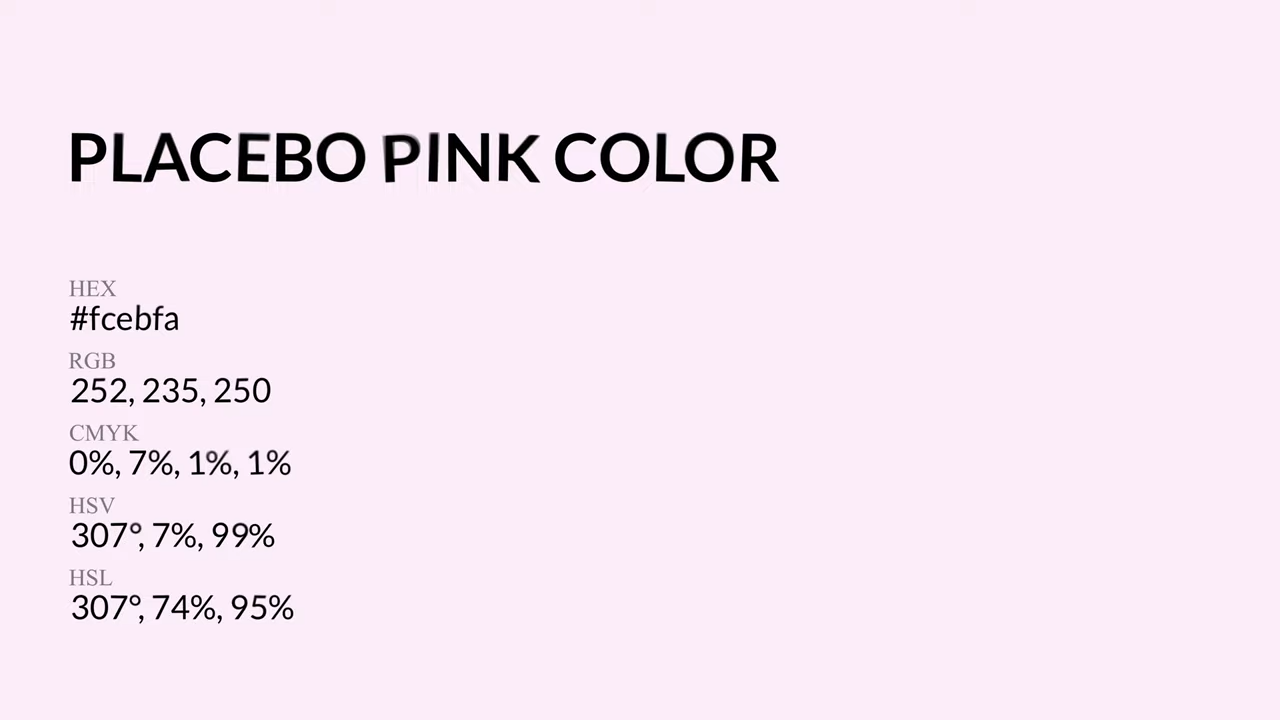 PLACEBO PINK COLOR
HEX
#fcebfa
RGB
252, 235, 250
CMYK
0%, 7%, 1%, 1%
HSV
307°, 7%, 99%
HSL
307°, 74%, 95%